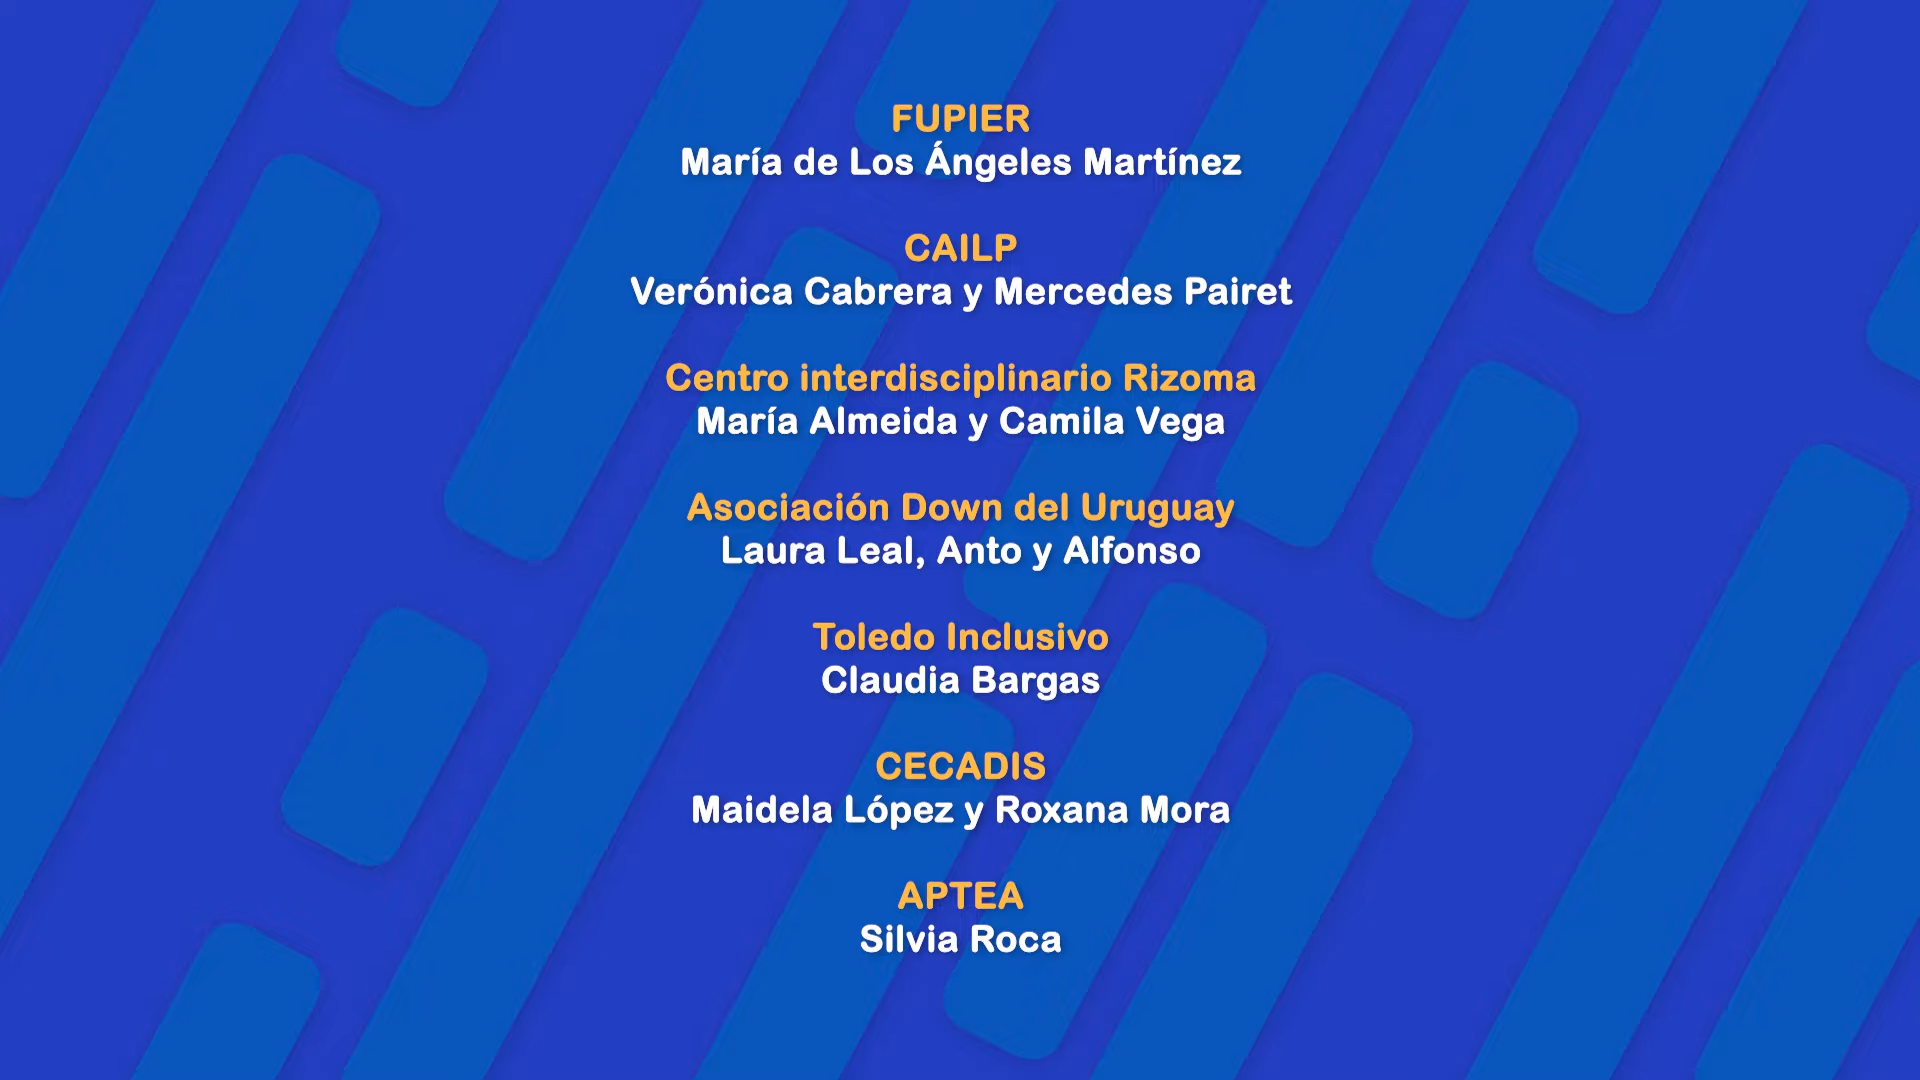 FUPIER
María de Los Ángeles Martínez
CAILP
Verónica Cabrera y Mercedes Pairet
Centro interdisciplinario Rizoma
María Almeida y Camila Vega
Asociación Down del Uruguay
Laura Leal, Anto y Alfonso
Toledo Inclusivo
Claudia Bargas
CECADIS
Maidela López y Roxana Mora
APTEA
Silvia Roca